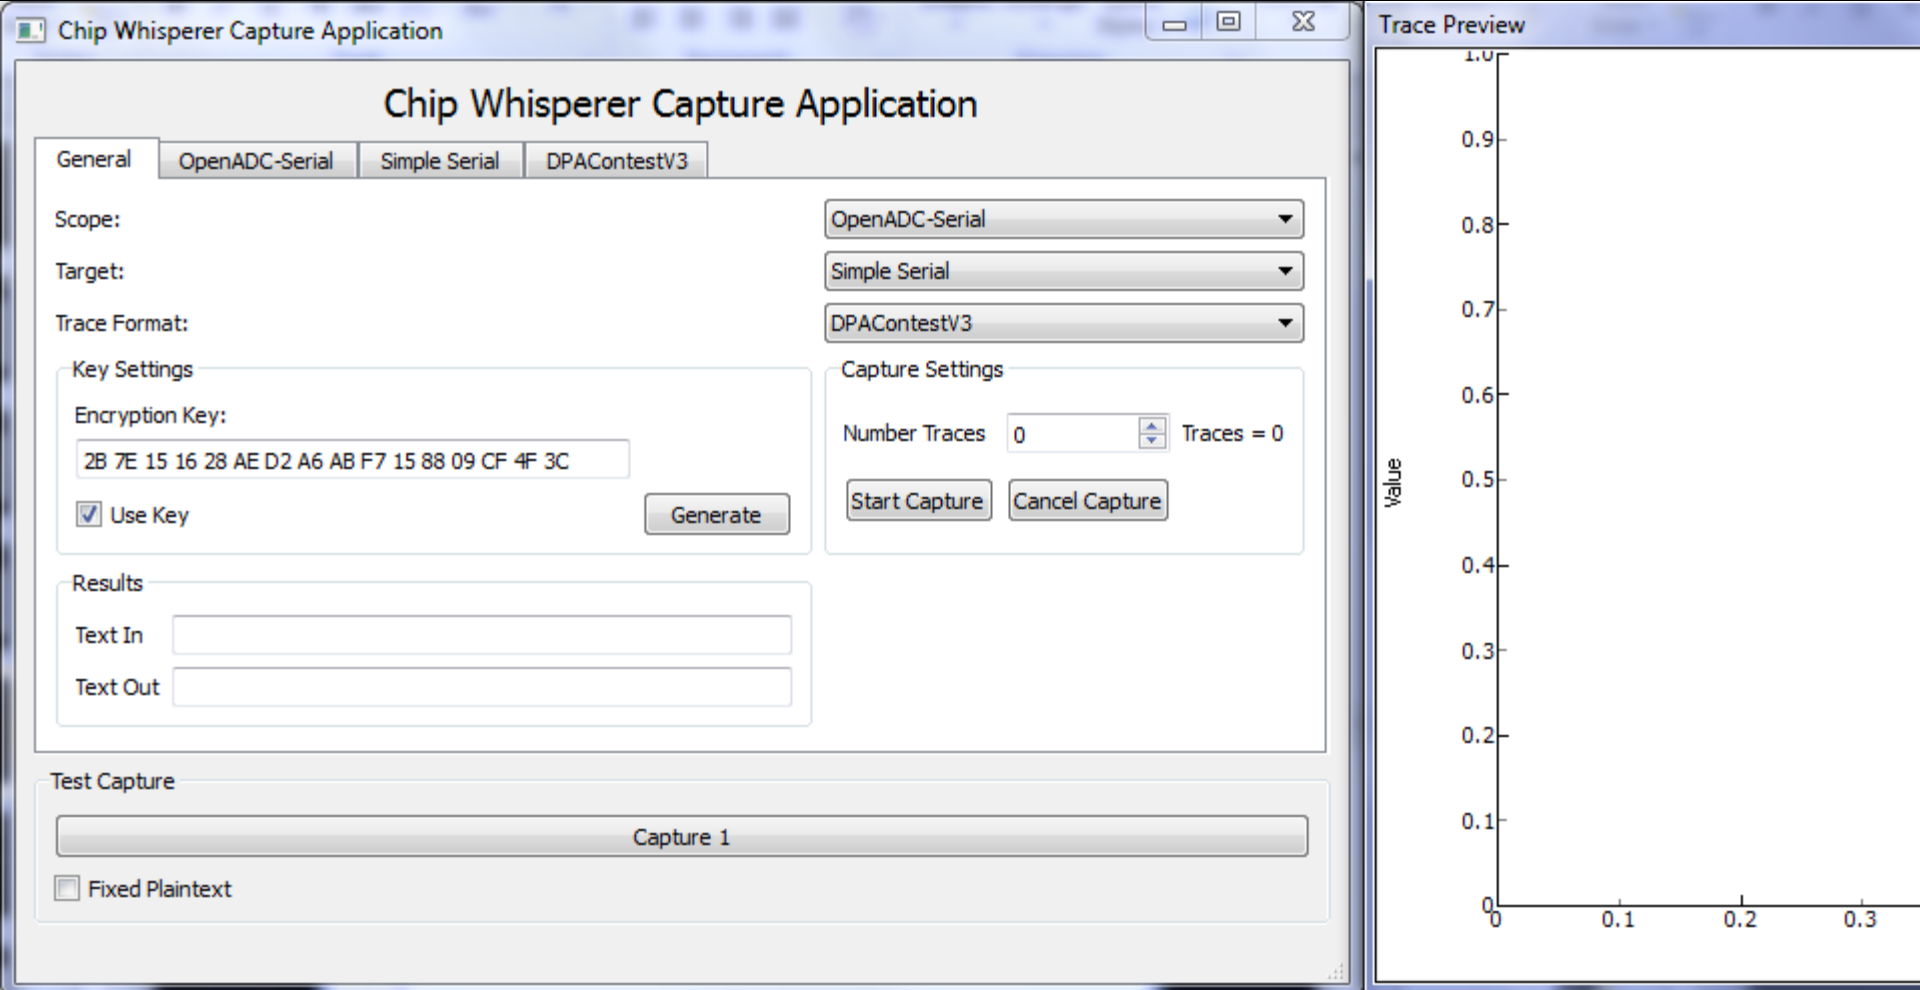 Chip Whisperer Capture Application
Chip Whisperer Capture Application
General
OpenADC-Serial
Simple Serial
DPAContestV3
Scope:
OpenADC-Serial
Target:
Simple Serial
Trace Format:
DPAContestV3
Key Settings
Encryption Key:
2B 7E 15 16 28 AE D2 A6 AB F7 15 88 09 CF 4F 3C
Use Key
Generate
Capture Settings
Number Traces
0
Traces = 0
Start Capture
Cancel Capture
Results
Text In
Text Out
Test Capture
Capture 1
Fixed Plaintext
Trace Preview
Value
1.0
0.9
0.8
0.7
0.6
0.5
0.4
0.3
0.2
0.1
0
0
0.1
0.2
0.3